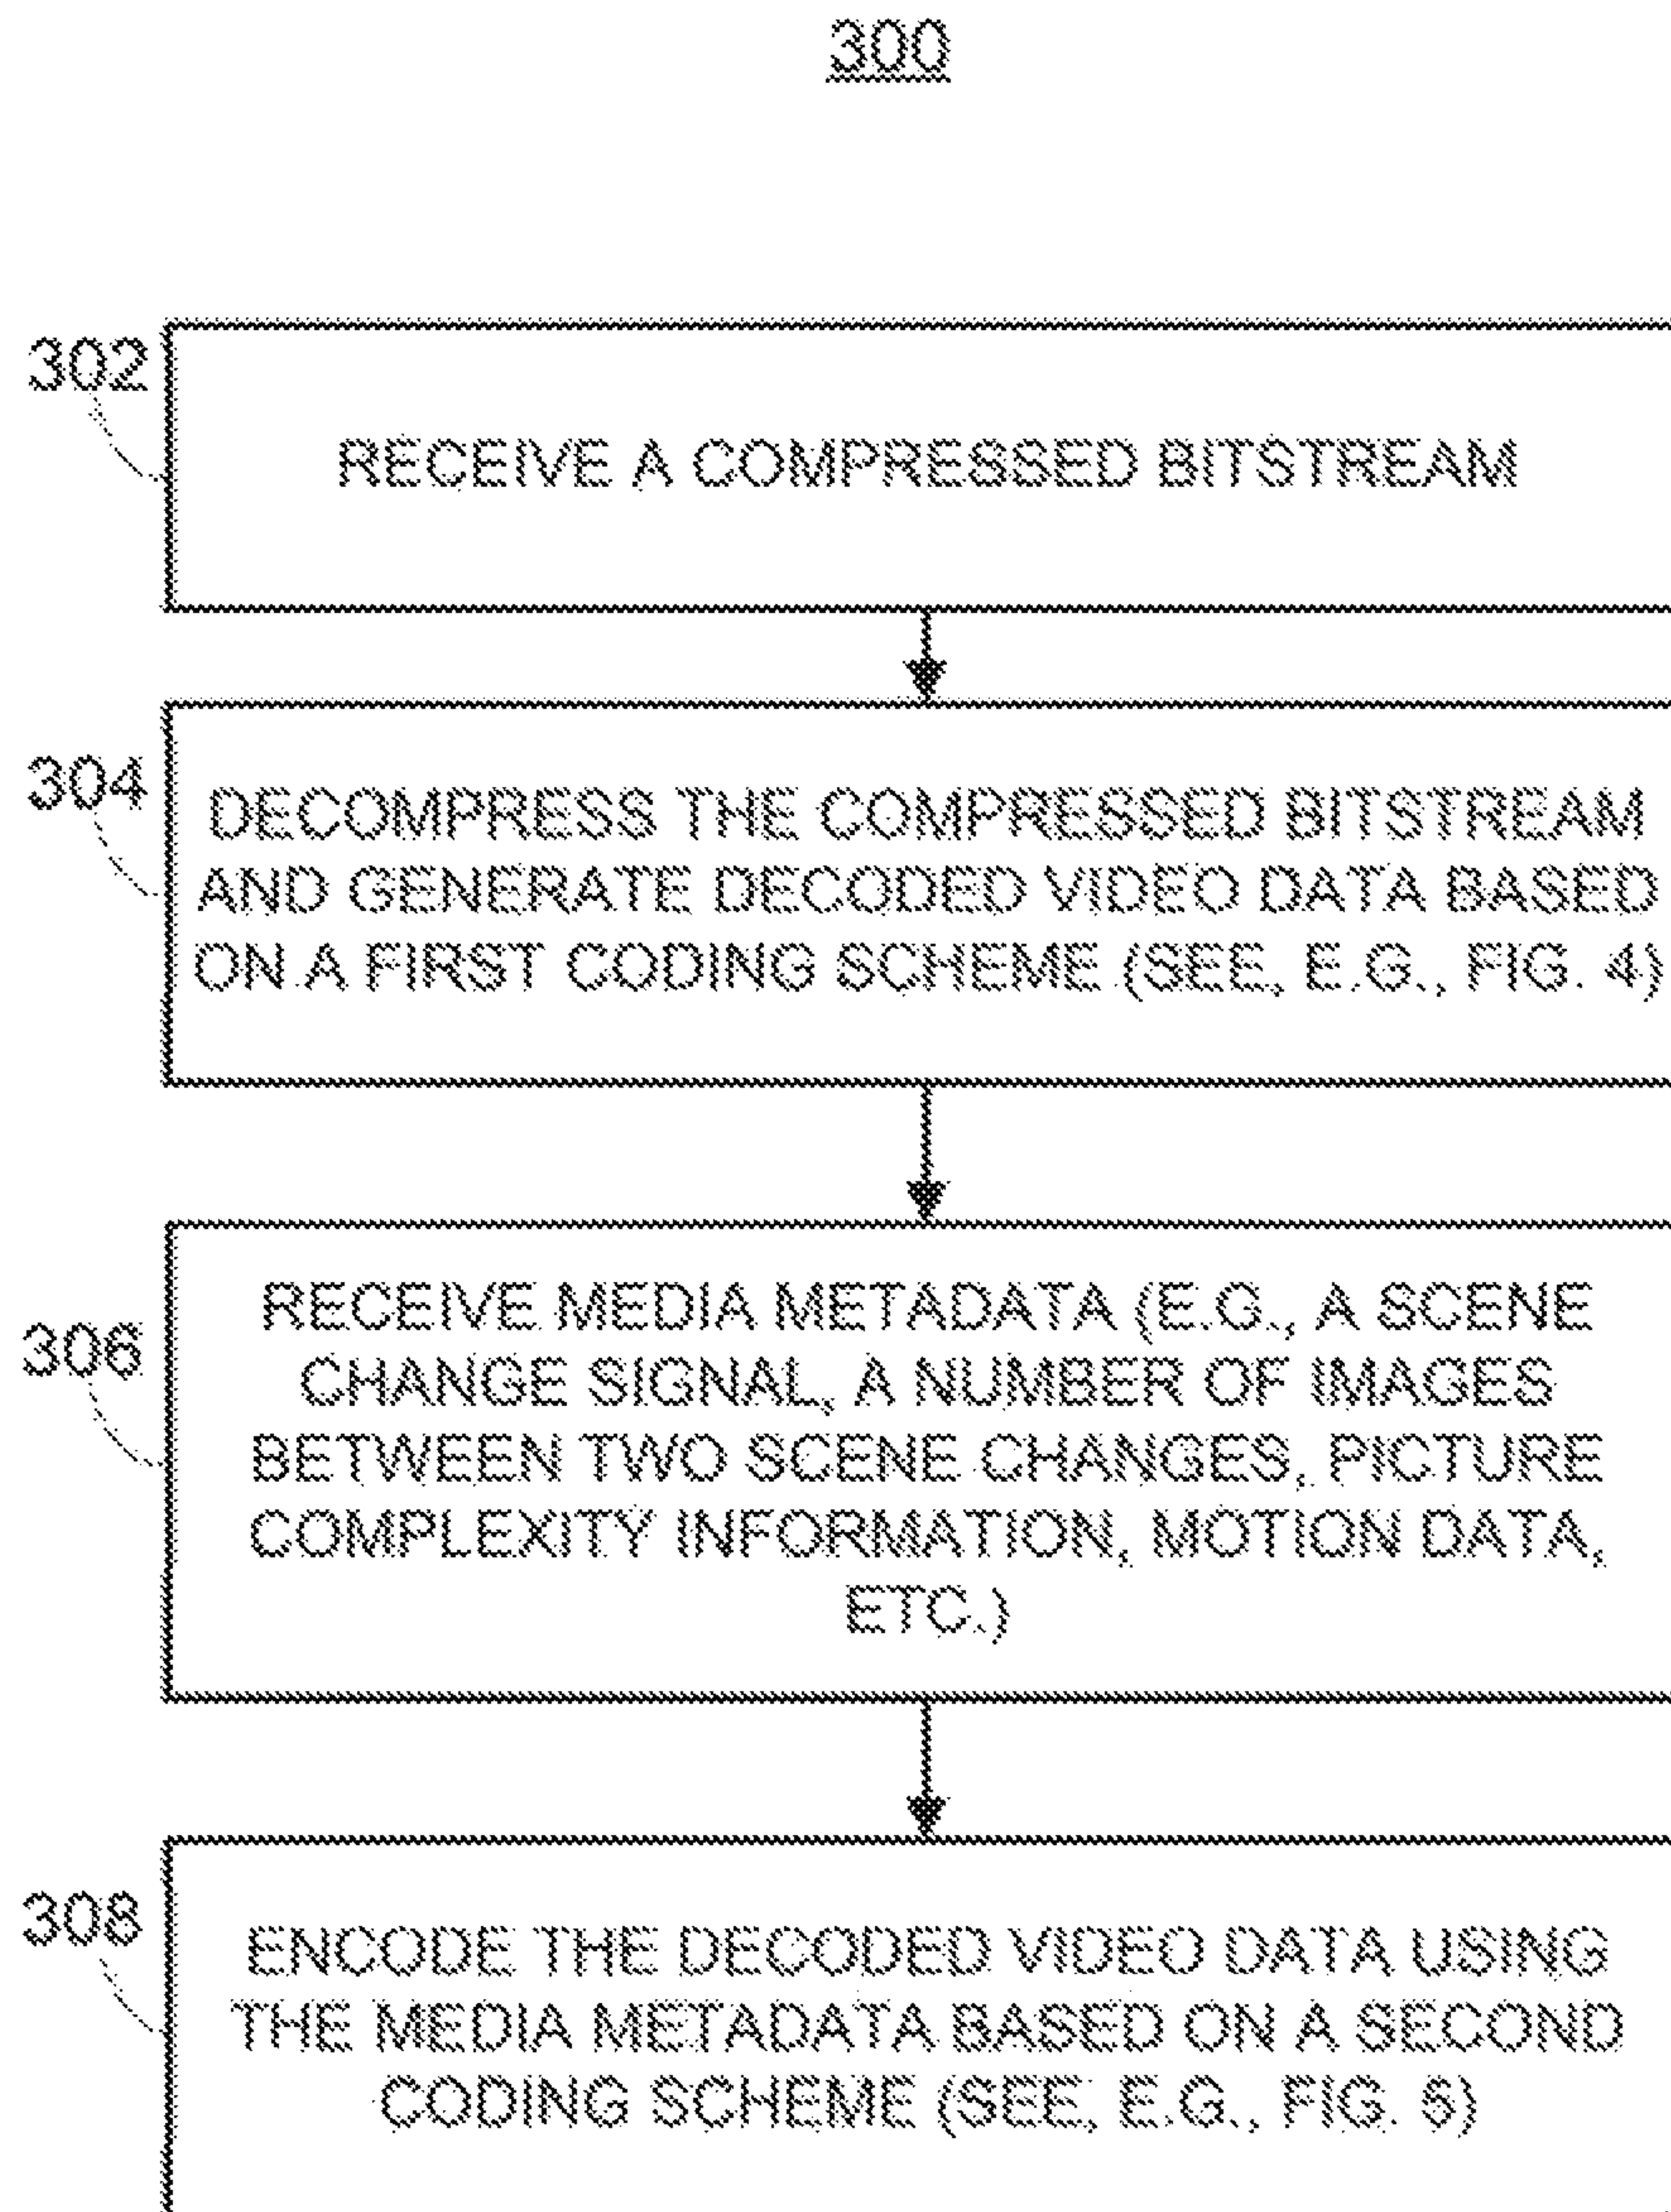 300
302
RECEIVE A COMPRESSED BITSTREAM
304
DECOMPRESS THE COMPRESSED BITSTREAM
AND GENERATE DECODED VIDEO DATA BASED
ON A FIRST CODING SCHEME (SEE, E.G., FIG. 4)
306
RECEIVE MEDIA METADATA (E.G., A SCENE
CHANGE SIGNAL, A NUMBER OF IMAGES
BETWEEN TWO SCENE CHANGES, PICTURE
COMPLEXITY INFORMATION, MOTION DATA,
ETC.)
308
ENCODE THE DECODED VIDEO DATA USING
THE MEDIA METADATA BASED ON A SECOND
CODING SCHEME (SEE, E.G., FIG. 5)